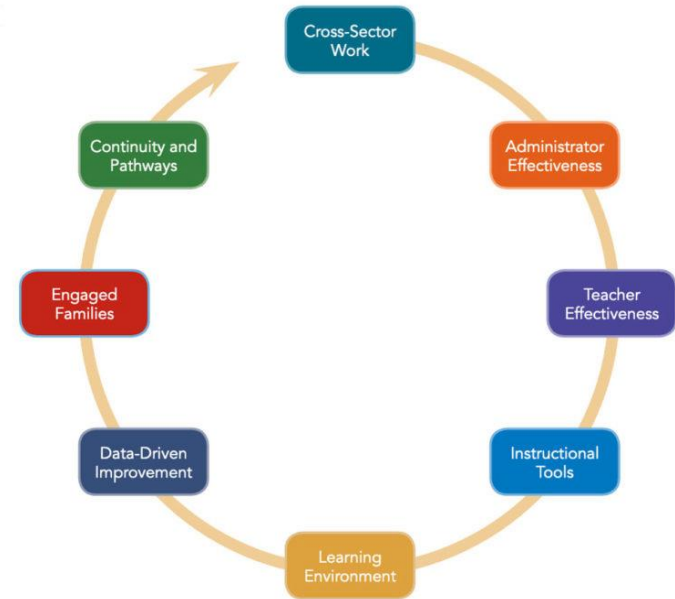 Cross-Sector
Work
Administrator
Effectiveness
Teacher
Effectiveness
Instructional
Tools
Learning
Environment
Data-Driven
Improvement
Engaged
Families
Continuity and
Pathways